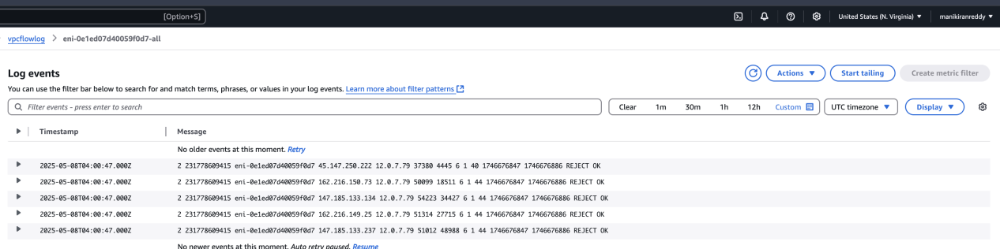 [Option+S] United States (N. Virginia) manikiranreddy
vpcflowlog > eni-0e1ed07d40059f0d7-all
Log events
Actions Start tailing Create metric filter
You can use the filter bar below to search for and match terms, phrases, or values in your log events. Learn more about filter patterns
Filter events - press enter to search Clear 1m 30m 1h 12h Custom UTC timezone Display
Timestamp Message
No older events at this moment. Retry
2025-05-08T04:00:47.000Z 2 231778609415 eni-0e1ed07d40059f0d7 45.147.250.222 12.0.7.79 37380 4445 6 1 40 1746676847 1746676886 REJECT OK
2025-05-08T04:00:47.000Z 2 231778609415 eni-0e1ed07d40059f0d7 162.216.150.73 12.0.7.79 50099 18511 6 1 44 1746676847 1746676886 REJECT OK
2025-05-08T04:00:47.000Z 2 231778609415 eni-0e1ed07d40059f0d7 147.185.133.134 12.0.7.79 54223 34427 6 1 44 1746676847 1746676886 REJECT OK
2025-05-08T04:00:47.000Z 2 231778609415 eni-0e1ed07d40059f0d7 162.216.149.25 12.0.7.79 51314 27715 6 1 44 1746676847 1746676886 REJECT OK
2025-05-08T04:00:47.000Z 2 231778609415 eni-0e1ed07d40059f0d7 147.185.133.237 12.0.7.79 51012 48988 6 1 44 1746676847 1746676886 REJECT OK
No newer events at this moment. Auto retry paused. Resume